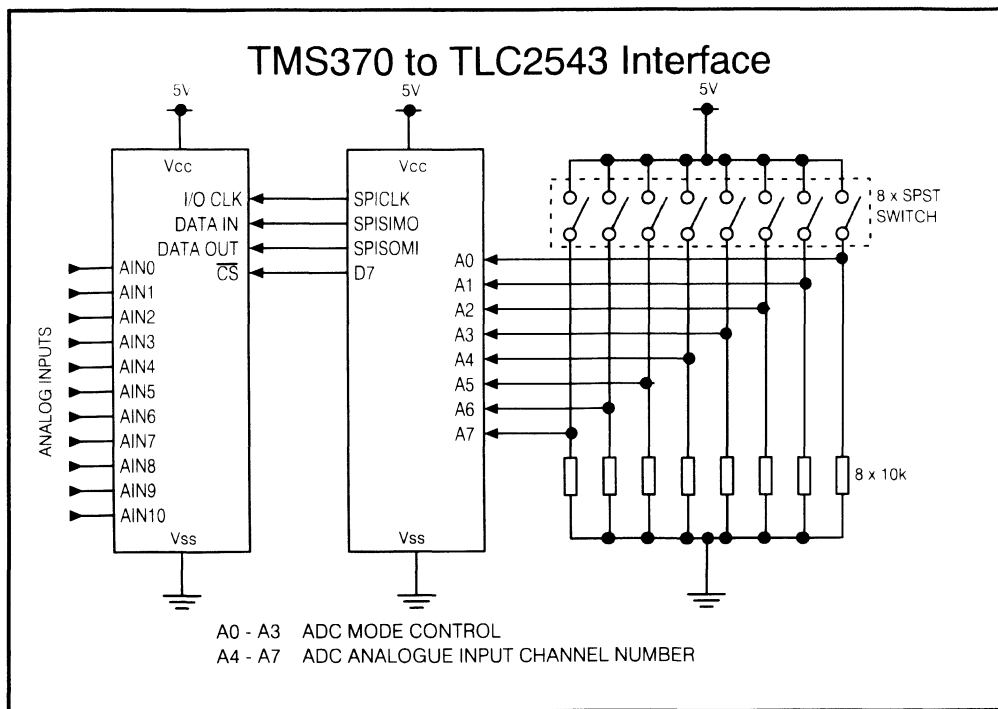 TMS370 to TLC2543 Interface
5V
5V
5V
Vcc
Vcc
I/O CLK
DATA IN
DATA OUT
CS
SPICLK
SPISIMO
SPISOMI
D7
8 x SPST
SWITCH
ANALOG INPUTS
AIN0
AIN1
AIN2
AIN3
AIN4
AIN5
AIN6
AIN7
AIN8
AIN9
AIN10
A0
A1
A2
A3
A4
A5
A6
A7
8 x 10k
Vss
Vss
A0 - A3 ADC MODE CONTROL
A4 - A7 ADC ANALOGUE INPUT CHANNEL NUMBER